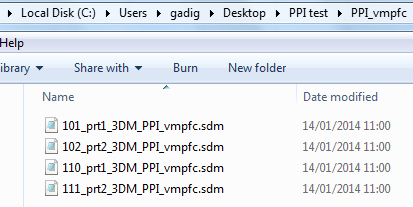 Local Disk (C:) ▸ Users ▸ gadig ▸ Desktop ▸ PPI test ▸ PPI_vmpfc
Help
ibrary ▾ Share with ▾ Burn New folder
Name Date modified
101_prt1_3DM_PPI_vmpfc.sdm 14/01/2014 11:00
102_prt2_3DM_PPI_vmpfc.sdm 14/01/2014 11:00
110_prt1_3DM_PPI_vmpfc.sdm 14/01/2014 11:00
111_prt2_3DM_PPI_vmpfc.sdm 14/01/2014 11:00